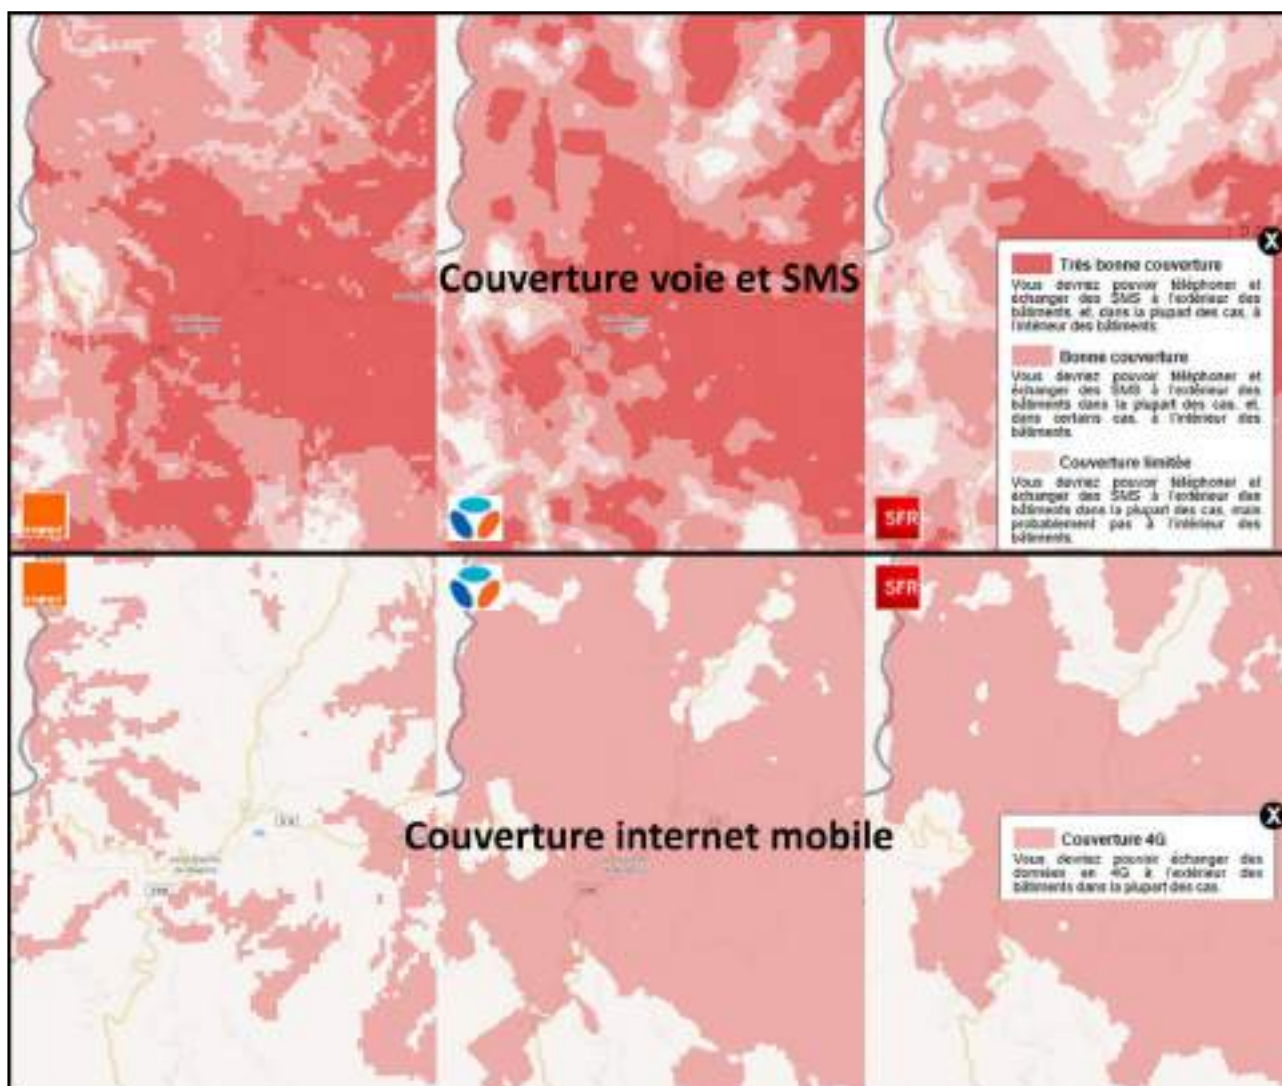 Couverture voie et SMS
X
Très bonne couverture
Vous devriez pouvoir téléphoner et
échanger des SMS à l'extérieur des
bâtiments, et, dans la plupart des cas, à
l'intérieur des bâtiments.
Bonne couverture
Vous devriez pouvoir téléphoner et
échanger des SMS à l'extérieur des
bâtiments dans la plupart des cas, et,
dans certains cas, à l'intérieur des
bâtiments.
Couverture limitée
Vous devriez pouvoir téléphoner et
échanger des SMS à l'extérieur des
bâtiments dans la plupart des cas, mais
probablement pas à l'intérieur des
bâtiments.
SFR
SFR
Couverture internet mobile
X
Couverture 4G
Vous devriez pouvoir échanger des
données en 4G à l'extérieur des
bâtiments dans la plupart des cas.